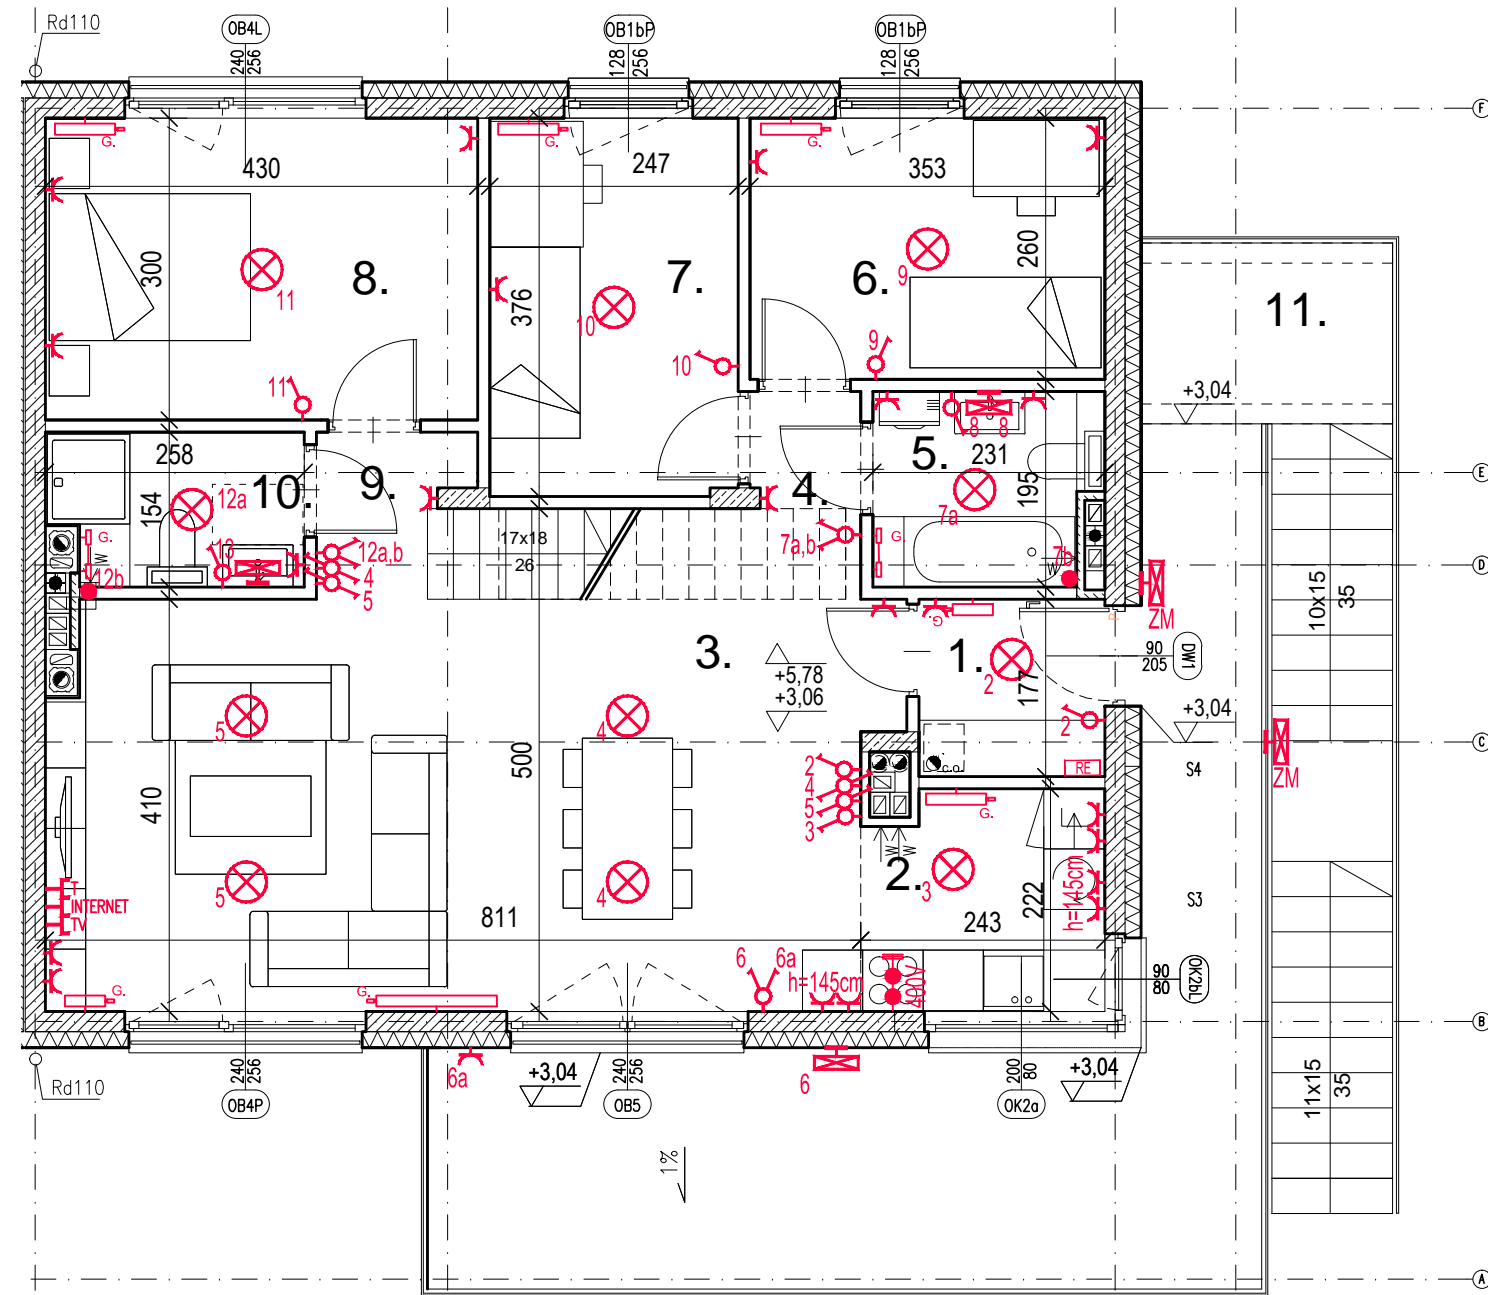 Rd110
OB4L
OB1bP
OB1bP
240
256
128
256
128
256
F
G.
G.
G.
430
247
353
300
376
260
8.
7.
6.
11.
11
10
9
11
10
9
+3,04
258
10.
9.
4.
5.
231
195
E
154
12a
13
12b
G.
W
12a,b
4
5
17x18
26
7a,b
G.
7a
7b
W
8
8
D
ZM
10x15
35
3.
+5,78
+3,06
1.
G.
2
177
2
90
205
DW1
+3,04
5
4
C
RE
c.o.
S4
ZM
2
4
5
3
W
W
G.
410
500
2.
3
222
h=145cm
S3
5
4
T
INTERNET
TV
811
243
6
6a
h=145cm
400V
90
80
OK2bL
G.
G.
B
Rd110
240
256
OB4P
6a
+3,04
240
256
OB5
6
200
80
OK2a
+3,04
11x15
35
1%
A